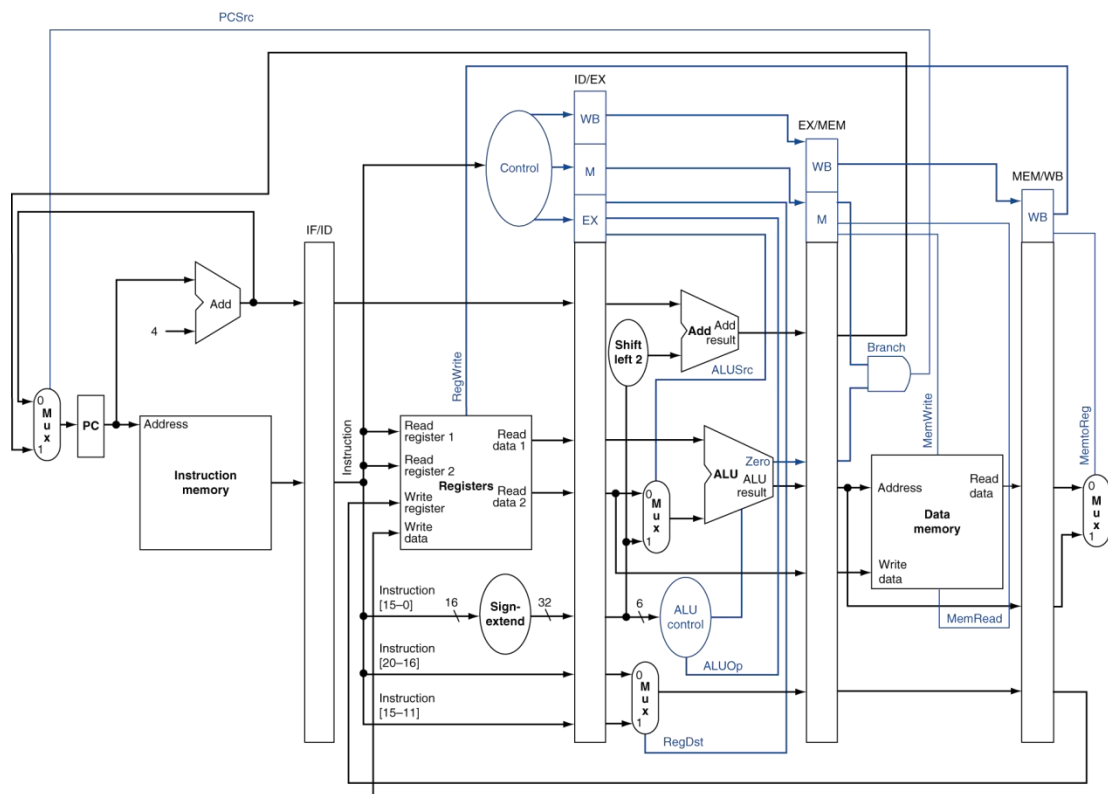 PCSrc
ID/EX
WB
EX/MEM
Control
M
WB
MEM/WB
EX
M
WB
IF/ID
Add
4
Add
Add
result
Shift
left 2
Branch
ALUSrc
RegWrite
MemWrite
MemtoReg
0
M
u
x
1
PC
Address
Instruction
memory
Instruction
Read
register 1
Read
data 1
Read
register 2
Registers
Write
register
Read
data 2
Write
data
0
M
u
x
1
Zero
ALU
ALU
result
Address
Read
data
Data
memory
Write
data
0
M
u
x
1
Instruction
[15–0]
16
Sign-
extend
32
6
ALU
control
MemRead
Instruction
[20–16]
ALUOp
0
M
u
x
1
Instruction
[15–11]
RegDst